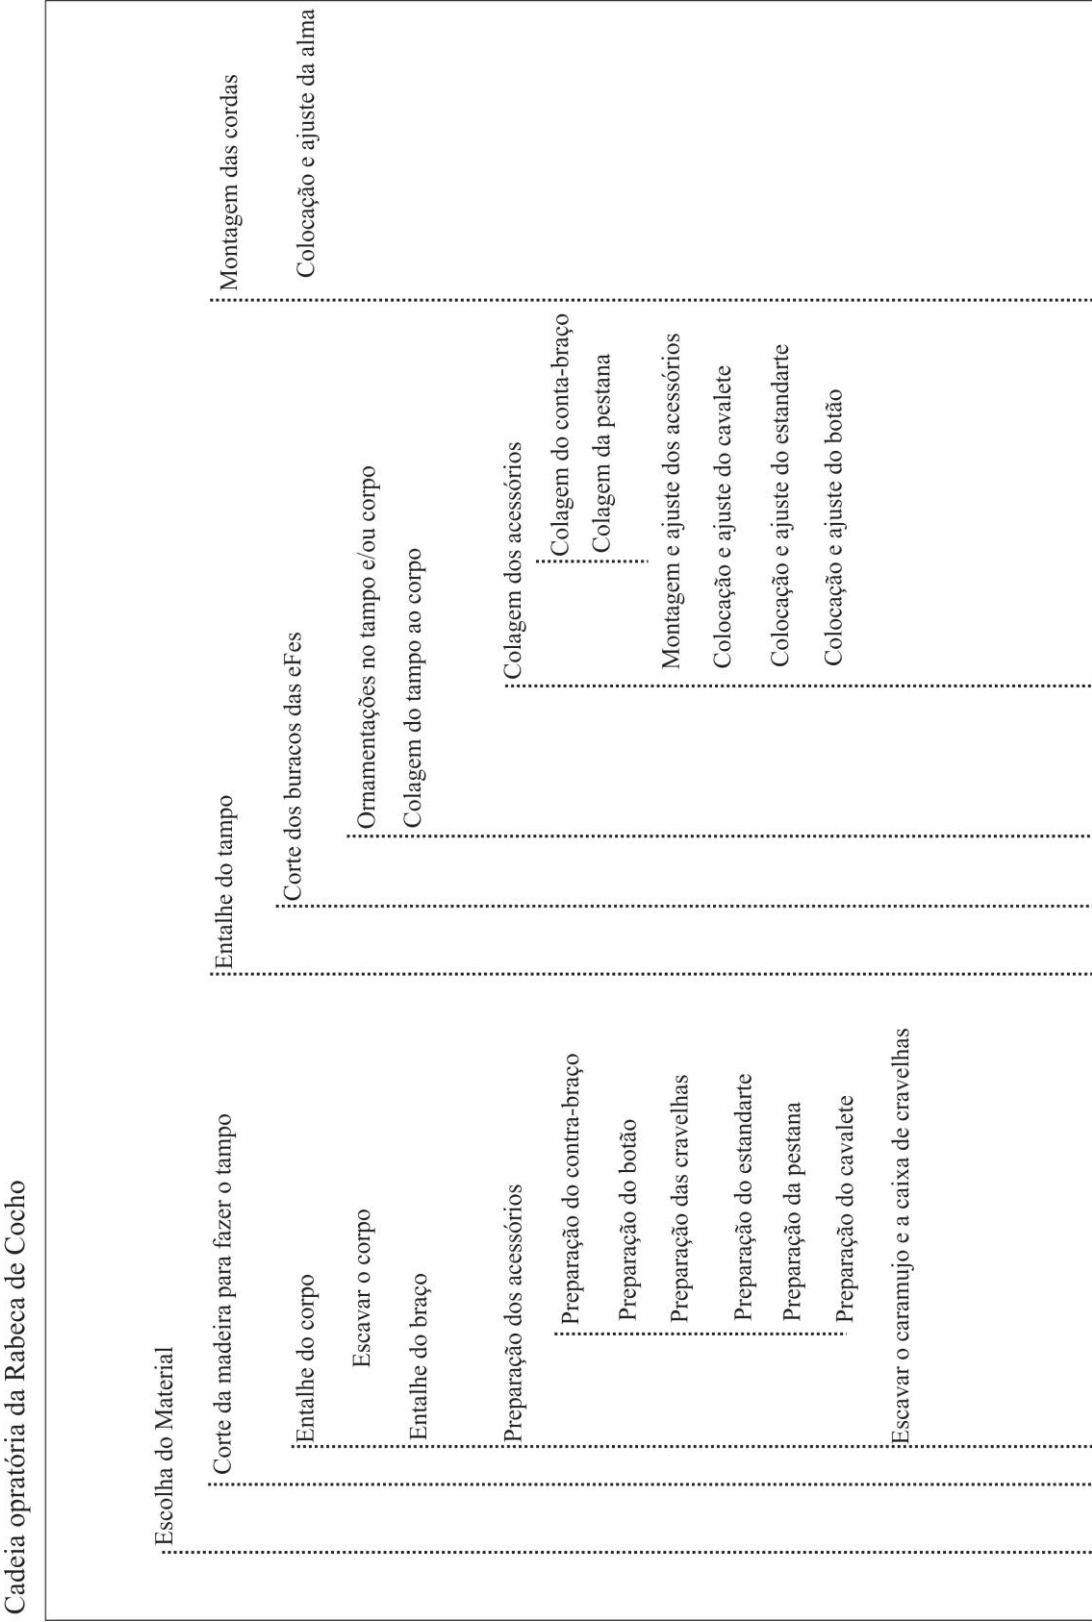 Cadeia opratória da Rabeca de Cocho
Escolha do Material
Corte da madeira para fazer o tampo
Entalhe do corpo
Escavar o corpo
Entalhe do braço
Preparação dos acessórios
Preparação do contra-braço
Preparação do botão
Preparação das cravelhas
Preparação do estandarte
Preparação da pestana
Preparação do cavalete
Escavar o caramujo e a caixa de cravelhas
Entalhe do tampo
Corte dos buracos das eFes
Ornamentações no tampo e/ou corpo
Colagem do tampo ao corpo
Colagem dos acessórios
Colagem do conta-braço
Colagem da pestana
Montagem e ajuste dos acessórios
Colocação e ajuste do cavalete
Colocação e ajuste do estandarte
Colocação e ajuste do botão
Montagem das cordas
Colocação e ajuste da alma